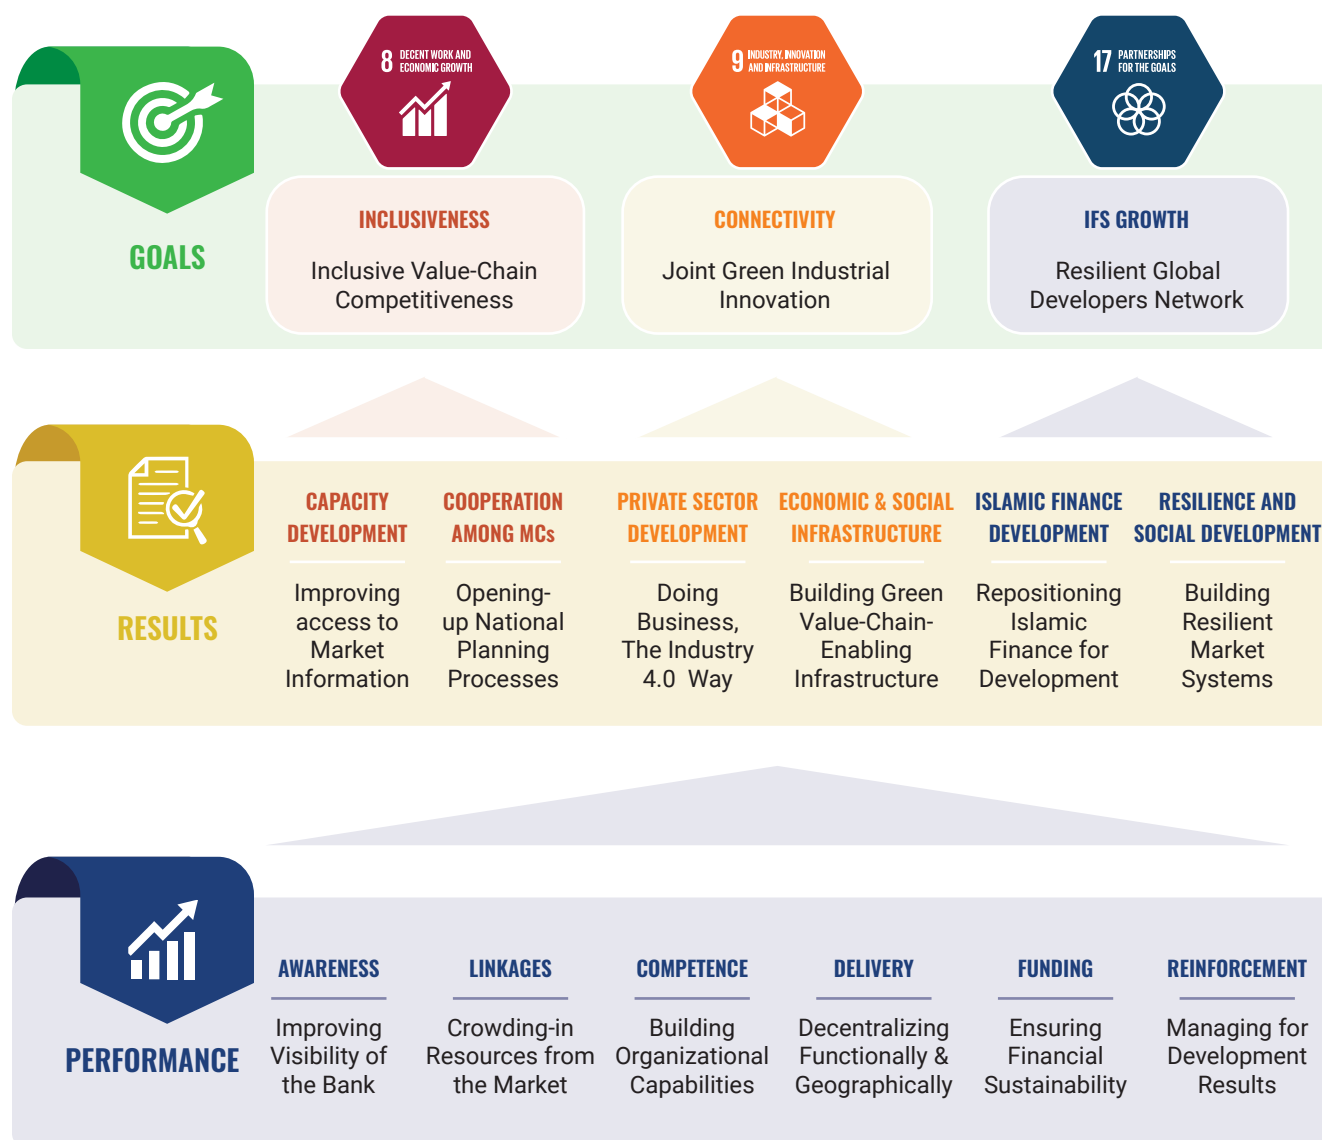 8 DECENT WORK AND
ECONOMIC GROWTH
9 INDUSTRY, INNOVATION
AND INFRASTRUCTURE
17 PARTNERSHIPS
FOR THE GOALS
GOALS
INCLUSIVENESS
Inclusive Value-Chain
Competitiveness
CONNECTIVITY
Joint Green Industrial
Innovation
IFS GROWTH
Resilient Global
Developers Network
RESULTS
CAPACITY
DEVELOPMENT
Improving
access to
Market
Information
COOPERATION
AMONG MCs
Opening-
up National
Planning
Processes
PRIVATE SECTOR
DEVELOPMENT
Doing
Business,
The Industry
4.0 Way
ECONOMIC & SOCIAL
INFRASTRUCTURE
Building Green
Value-Chain-
Enabling
Infrastructure
ISLAMIC FINANCE
DEVELOPMENT
Repositioning
Islamic
Finance for
Development
RESILIENCE AND
SOCIAL DEVELOPMENT
Building
Resilient
Market
Systems
PERFORMANCE
AWARENESS
Improving
Visibility of
the Bank
LINKAGES
Crowding-in
Resources from
the Market
COMPETENCE
Building
Organizational
Capabilities
DELIVERY
Decentralizing
Functionally &
Geographically
FUNDING
Ensuring
Financial
Sustainability
REINFORCEMENT
Managing for
Development
Results